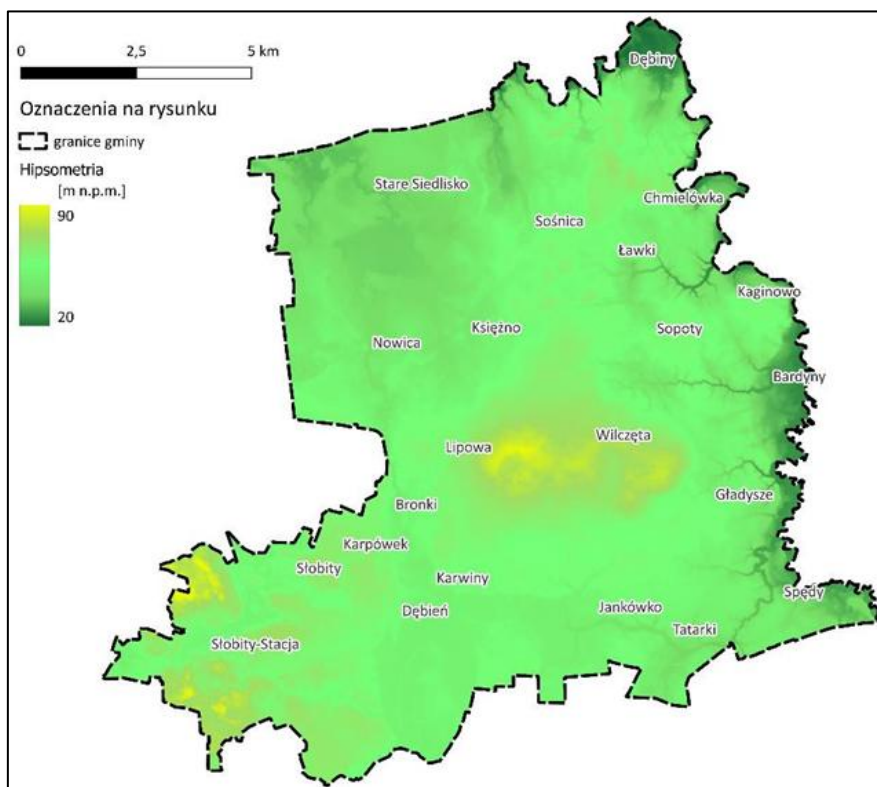 0 2,5 5 km
Oznaczenia na rysunku
granice gminy
Hipsometria
[m n.p.m.]
90
20
Dębiny
Stare Siedlisko
Chmielówka
Sośnica
Ławki
Kaginowo
Księżno
Sopoty
Nowica
Bardyny
Wilczęta
Lipowa
Gładysze
Bronki
Karpówek
Słobity
Karwiny
Spędy
Dębień
Jankówko
Tatarki
Słobity-Stacja